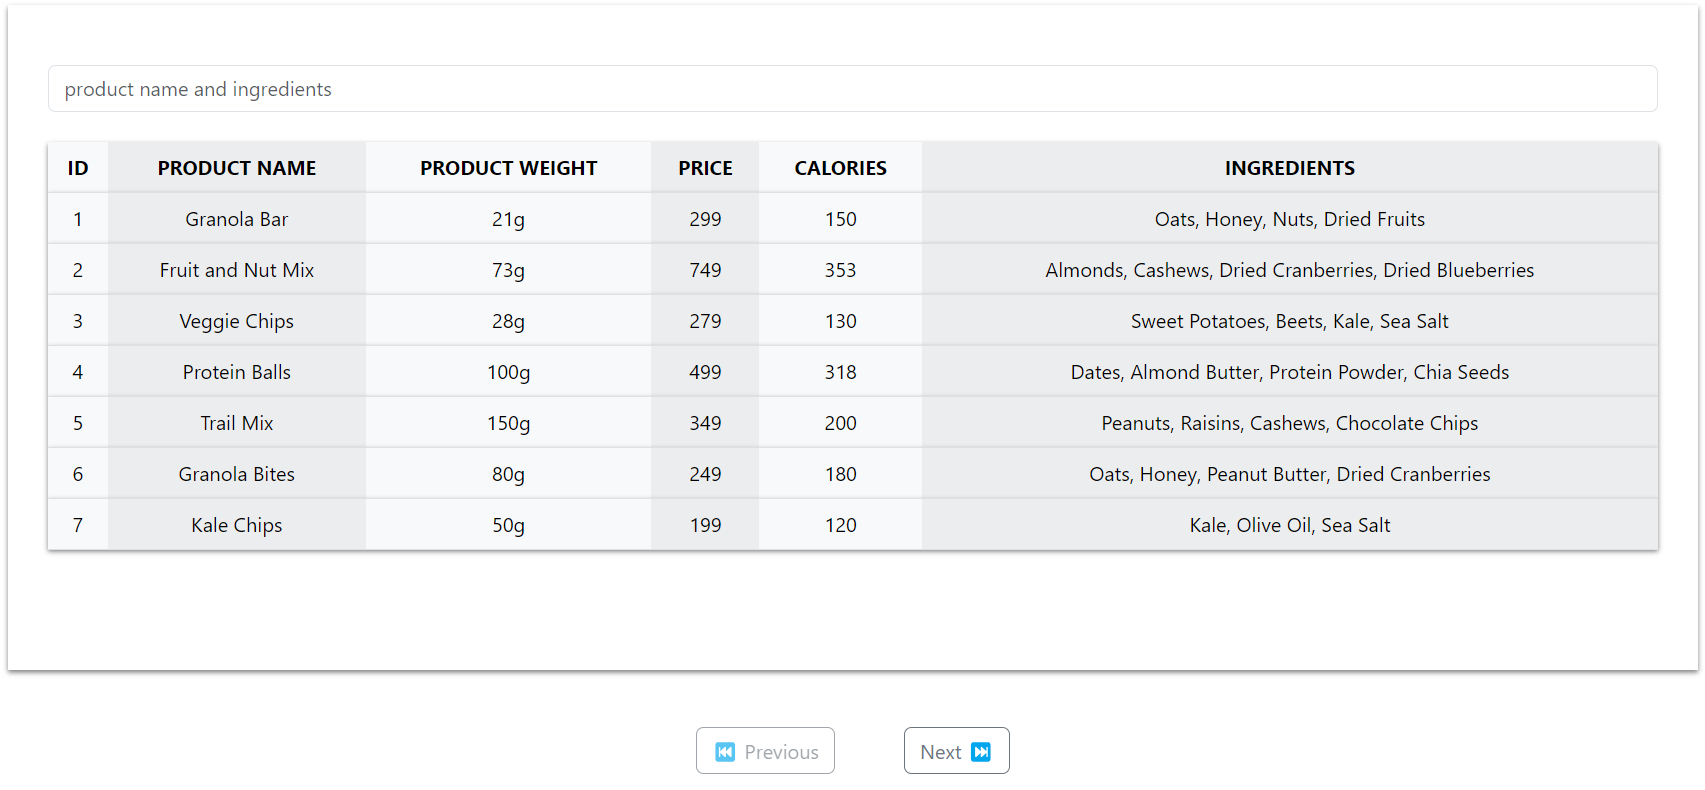 product name and ingredients
ID PRODUCT NAME PRODUCT WEIGHT PRICE CALORIES INGREDIENTS
1 Granola Bar 21g 299 150 Oats, Honey, Nuts, Dried Fruits
2 Fruit and Nut Mix 73g 749 353 Almonds, Cashews, Dried Cranberries, Dried Blueberries
3 Veggie Chips 28g 279 130 Sweet Potatoes, Beets, Kale, Sea Salt
4 Protein Balls 100g 499 318 Dates, Almond Butter, Protein Powder, Chia Seeds
5 Trail Mix 150g 349 200 Peanuts, Raisins, Cashews, Chocolate Chips
6 Granola Bites 80g 249 180 Oats, Honey, Peanut Butter, Dried Cranberries
7 Kale Chips 50g 199 120 Kale, Olive Oil, Sea Salt
⏮️ Previous Next ⏭️